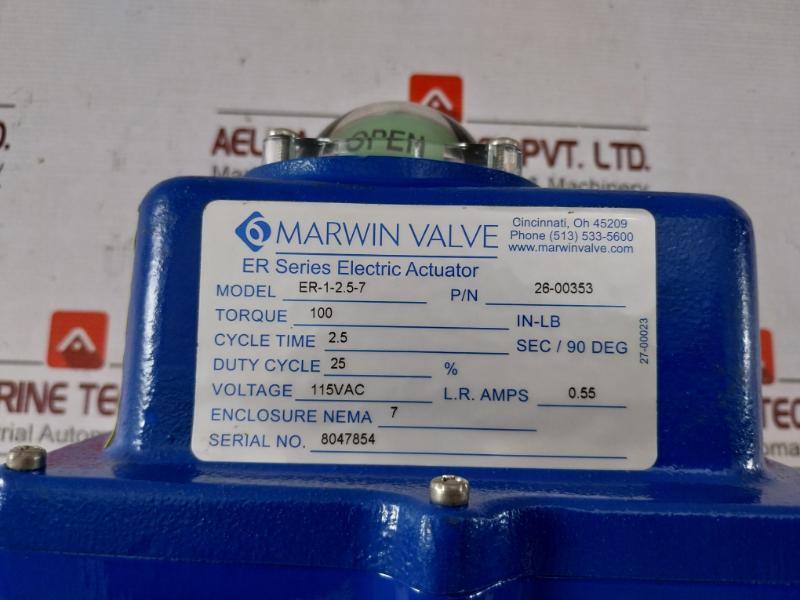 OPEN
AEL
PVT. LTD.
& Machinery
MARWIN VALVE
Cincinnati, Oh 45209
Phone (513) 533-5600
www.marwinvalve.com
ER Series Electric Actuator
MODEL ER-1-2.5-7 P/N 26-00353
TORQUE 100 IN-LB
CYCLE TIME 2.5 SEC / 90 DEG
DUTY CYCLE 25 %
VOLTAGE 115VAC L.R. AMPS 0.55
ENCLOSURE NEMA 7
SERIAL NO. 8047854
27-00023
RINE TE
strial Autom
TEC
utoma
TD.